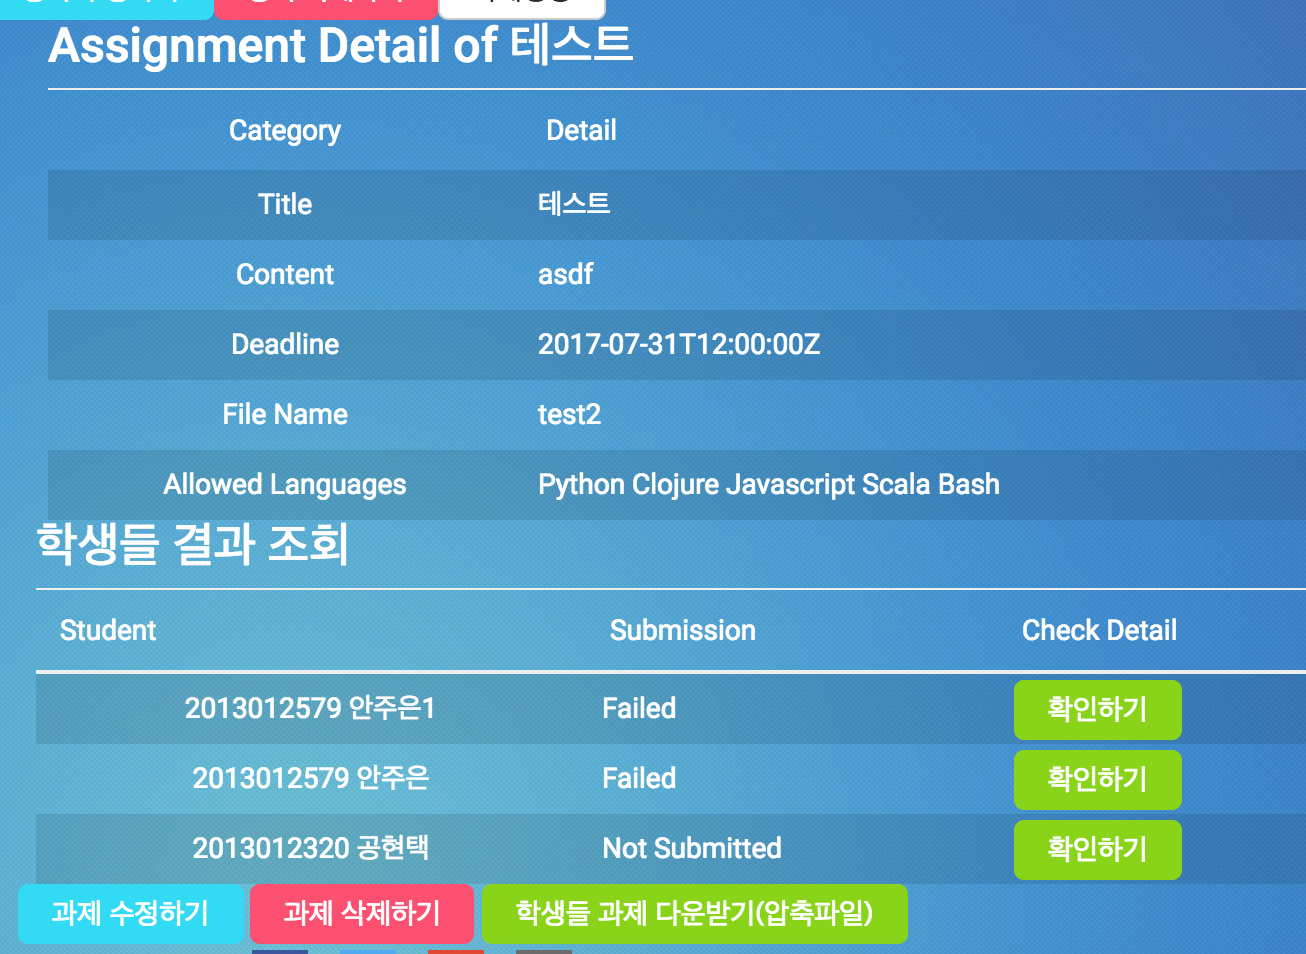 Assignment Detail of 테스트
Category Detail
Title 테스트
Content asdf
Deadline 2017-07-31T12:00:00Z
File Name test2
Allowed Languages Python Clojure Javascript Scala Bash
학생들 결과 조회
Student Submission Check Detail
2013012579 안주은1 Failed 확인하기
2013012579 안주은 Failed 확인하기
2013012320 공현택 Not Submitted 확인하기
과제 수정하기 과제 삭제하기 학생들 과제 다운받기(압축파일)